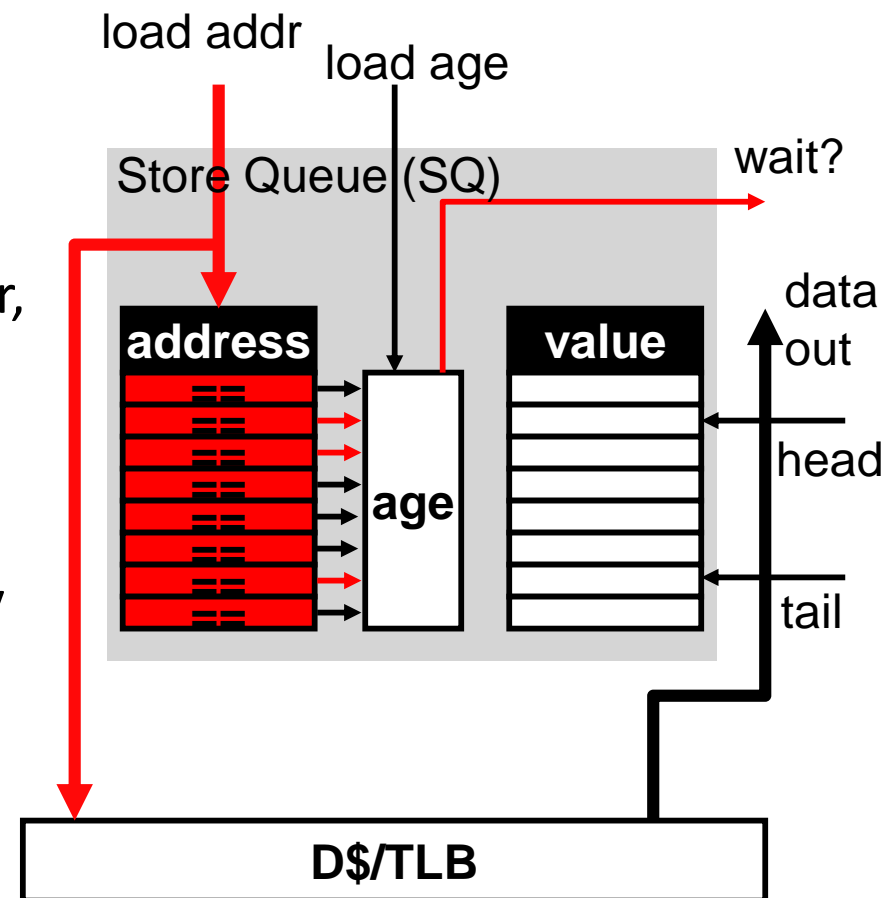 load addr
load age
Store Queue (SQ)
wait?
r,
address
value
data
out
==
==
==
==
==
==
==
==
age
head
tail
y
D$/TLB